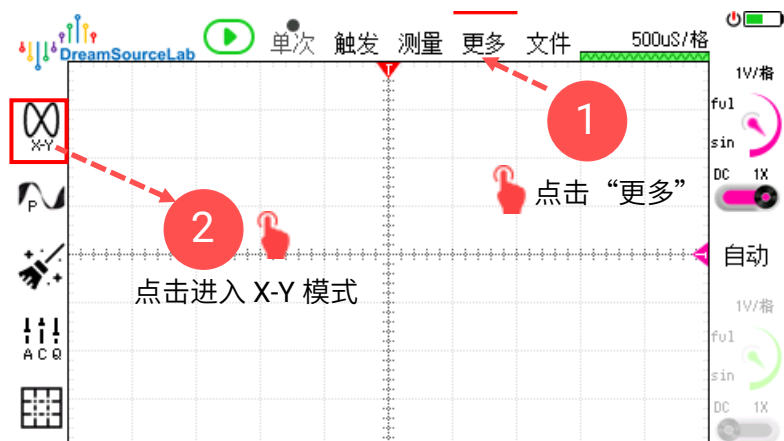 DreamSourceLab
单次 触发 测量 更多 文件 500uS/格
T
1V/格
ful
sin
DC 1X
X-Y
P
1
点击“更多”
2
点击进入 X-Y 模式
自动
A C Q
1V/格
ful
sin
DC 1X